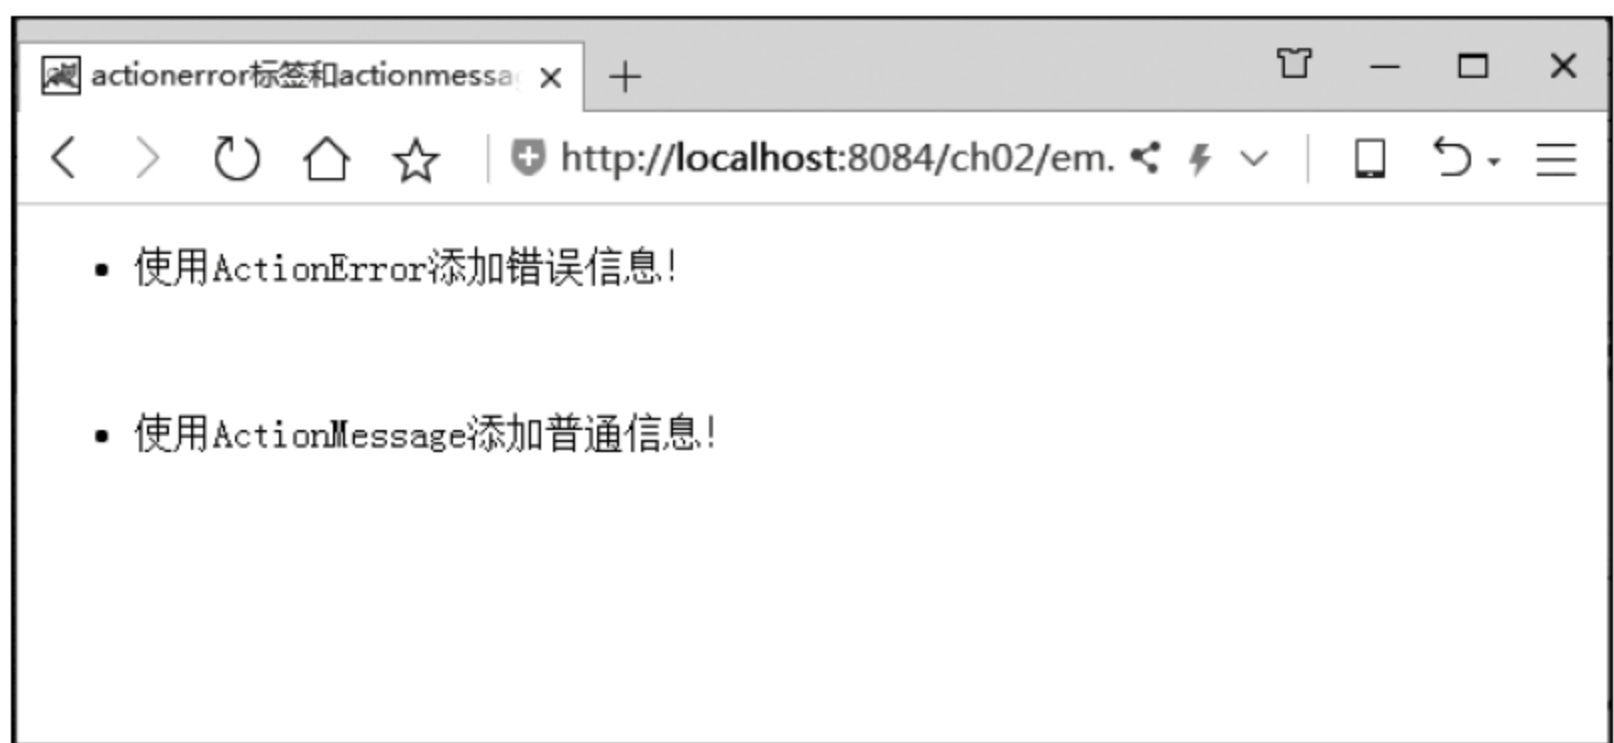 actionerror标签和actionmessa
http://localhost:8084/ch02/em.
使用ActionError添加错误信息!
使用ActionMessage添加普通信息!